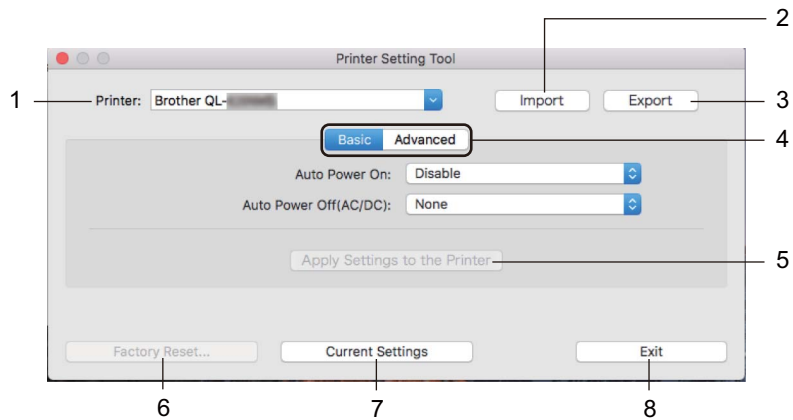 2
Printer Setting Tool
1
Printer: Brother QL-
Import
Export
3
Basic
Advanced
4
Auto Power On: Disable
Auto Power Off(AC/DC): None
Apply Settings to the Printer
5
Factory Reset...
Current Settings
Exit
6
7
8